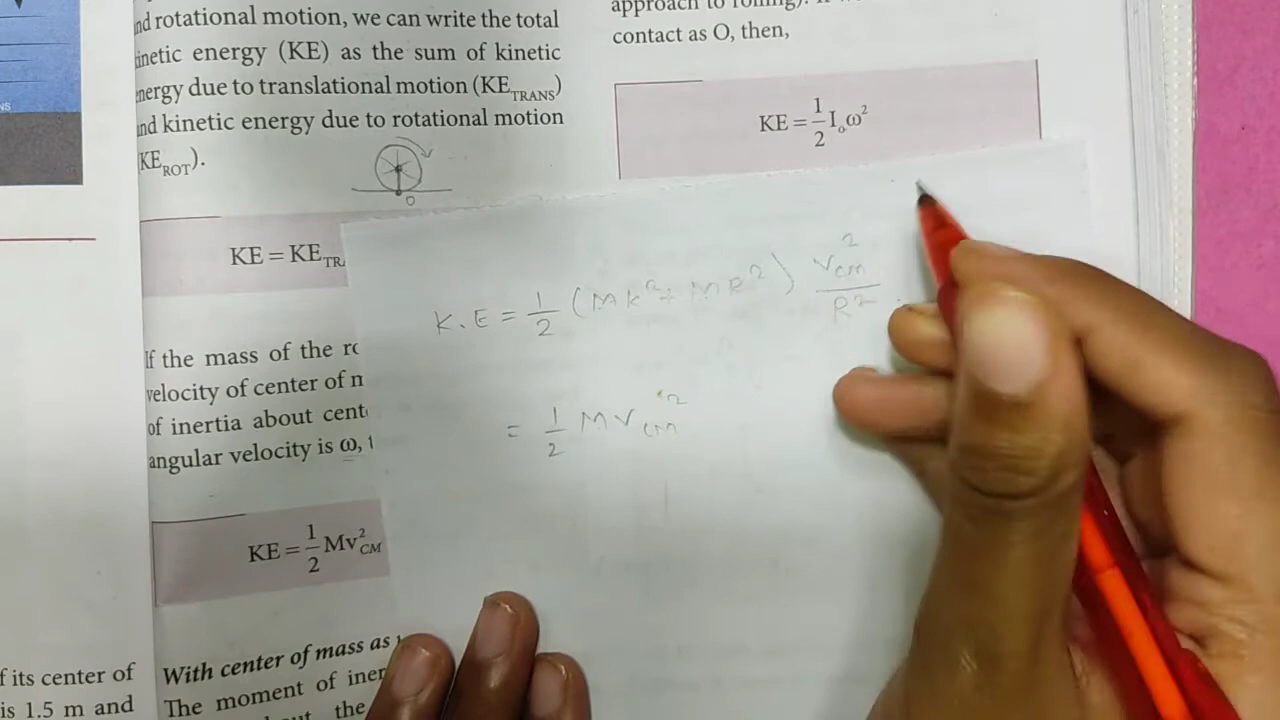 NS
f its center of
is 1.5 m and
nd rotational motion, we can write the total
inetic energy (KE) as the sum of kinetic
nergy due to translational motion (KE_TRANS)
nd kinetic energy due to rotational motion
KE_ROT).
O
KE = KE_TR
If the mass of the ro
velocity of center of n
of inertia about cent
angular velocity is ω, t
KE = 1/2 Mv²_CM
With center of mass as
The moment of iner
the
contact as O, then,
KE = 1/2 I_o ω²
K.E = 1/2 (MK² + MR²) v_cm²/R²
= 1/2 M v_cm²